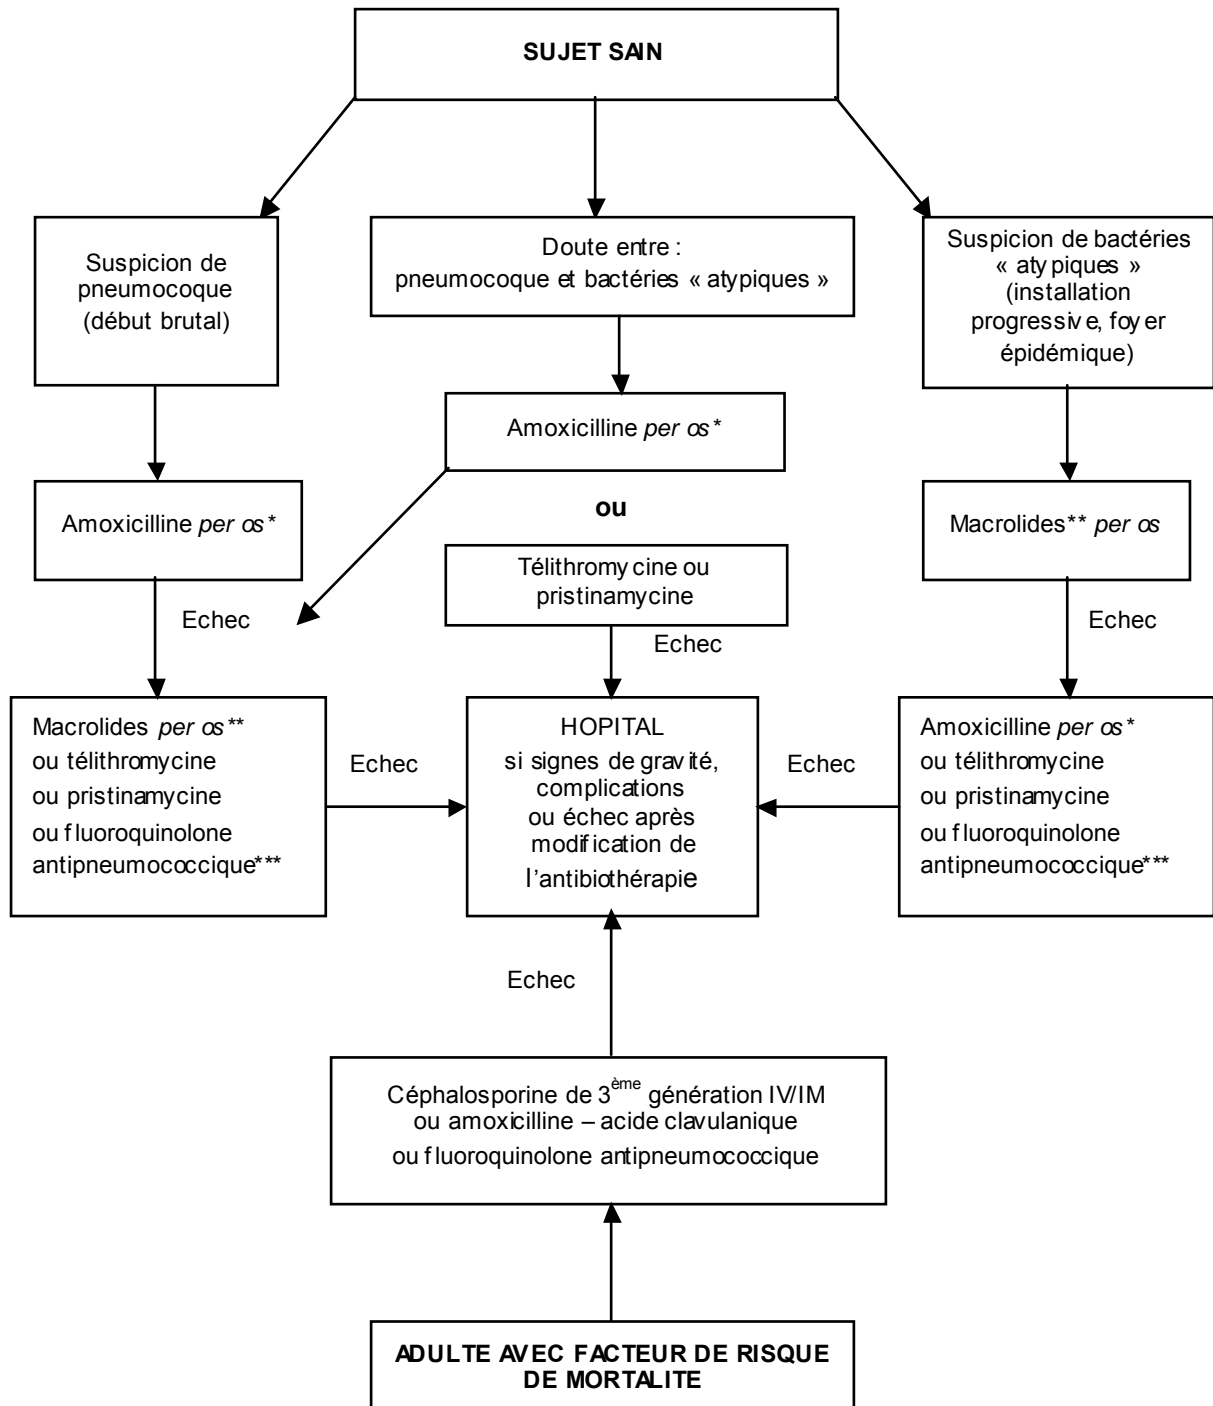 SUJET SAIN
Suspicion de
pneumocoque
(début brutal)
Doute entre :
pneumocoque et bactéries « atypiques »
Suspicion de bactéries
« atypiques »
(installation
progressive, foyer
épidémique)
Amoxicilline per os*
Amoxicilline per os*
ou
Télithromycine ou
pristinamycine
Macrolides** per os
Echec
Echec
Echec
Macrolides per os**
ou télithromycine
ou pristinamycine
ou fluoroquinolone
antipneumococcique***
Echec
HOPITAL
si signes de gravité,
complications
ou échec après
modification de
l'antibiothérapie
Echec
Amoxicilline per os*
ou télithromycine
ou pristinamycine
ou fluoroquinolone
antipneumococcique***
Echec
Céphalosporine de 3ème génération IV/IM
ou amoxicilline – acide clavulanique
ou fluoroquinolone antipneumococcique
ADULTE AVEC FACTEUR DE RISQUE
DE MORTALITE